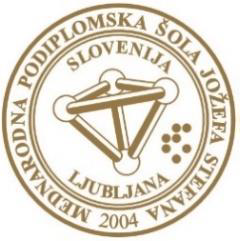 MEDNARODNA PODIPLOMSKA ŠOLA JOŽEFA STEFANA
SLOVENIJA
LJUBLJANA
2004